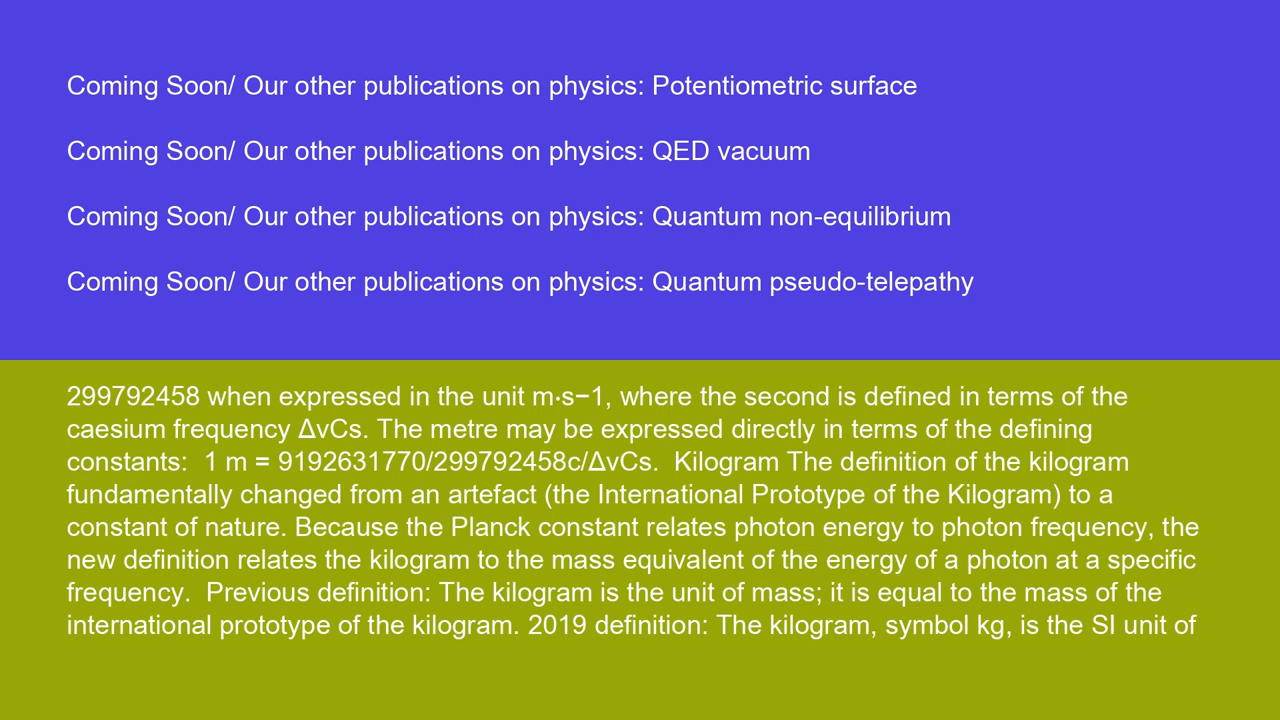 Coming Soon/ Our other publications on physics: Potentiometric surface
Coming Soon/ Our other publications on physics: QED vacuum
Coming Soon/ Our other publications on physics: Quantum non-equilibrium
Coming Soon/ Our other publications on physics: Quantum pseudo-telepathy
299792458 when expressed in the unit m⋅s−1, where the second is defined in terms of the
caesium frequency ΔνCs. The metre may be expressed directly in terms of the defining
constants:  1 m = 9192631770/299792458c/ΔνCs.  Kilogram The definition of the kilogram
fundamentally changed from an artefact (the International Prototype of the Kilogram) to a
constant of nature. Because the Planck constant relates photon energy to photon frequency, the
new definition relates the kilogram to the mass equivalent of the energy of a photon at a specific
frequency.  Previous definition: The kilogram is the unit of mass; it is equal to the mass of the
international prototype of the kilogram. 2019 definition: The kilogram, symbol kg, is the SI unit of